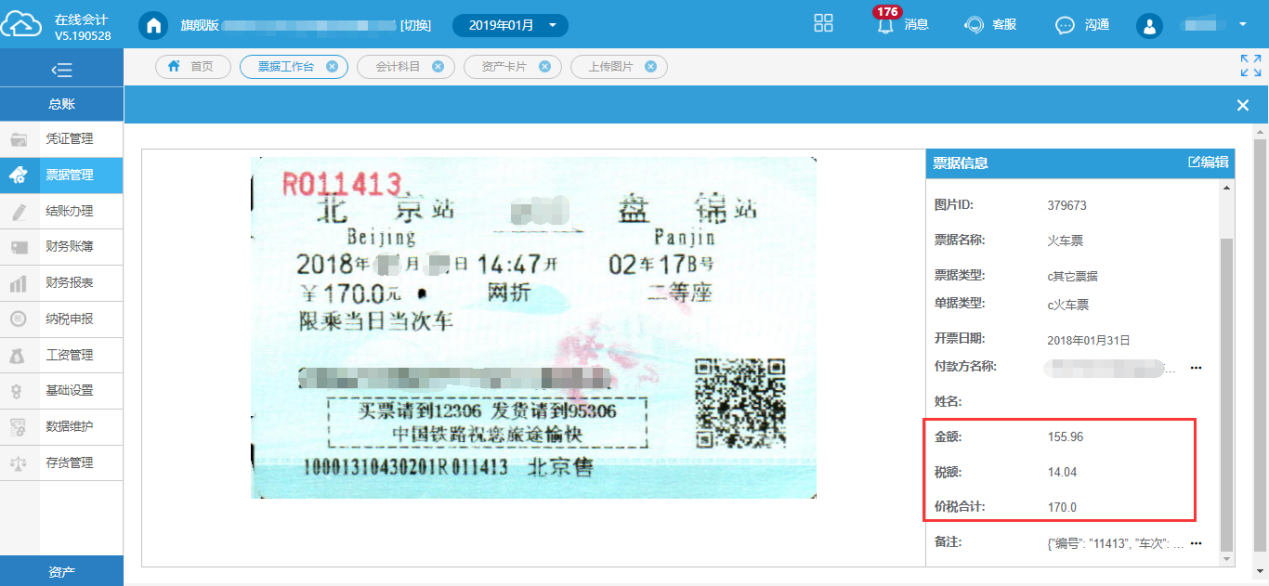 在线会计
V5.190528
旗舰版
[切换]
2019年01月
176
消息
客服
沟通
首页
票据工作台
会计科目
资产卡片
上传图片
总账
凭证管理
票据管理
结账办理
财务账簿
财务报表
纳税申报
工资管理
基础设置
数据维护
存货管理
资产
R011413
北京站 盘锦站
Beijing Panjin
2018年 月 日 14:47开 02车17B号
￥170.0元 网折 二等座
限乘当日当次车
买票请到12306 发货请到95306
中国铁路祝您旅途愉快
10001310430201R011413 北京售
票据信息 编辑
图片ID: 379673
票据名称: 火车票
票据类型: c其它票据
单据类型: c火车票
开票日期: 2018年01月31日
付款方名称: ...
姓名:
金额: 155.96
税额: 14.04
价税合计: 170.0
备注: {"编号": "11413", "车次": ...